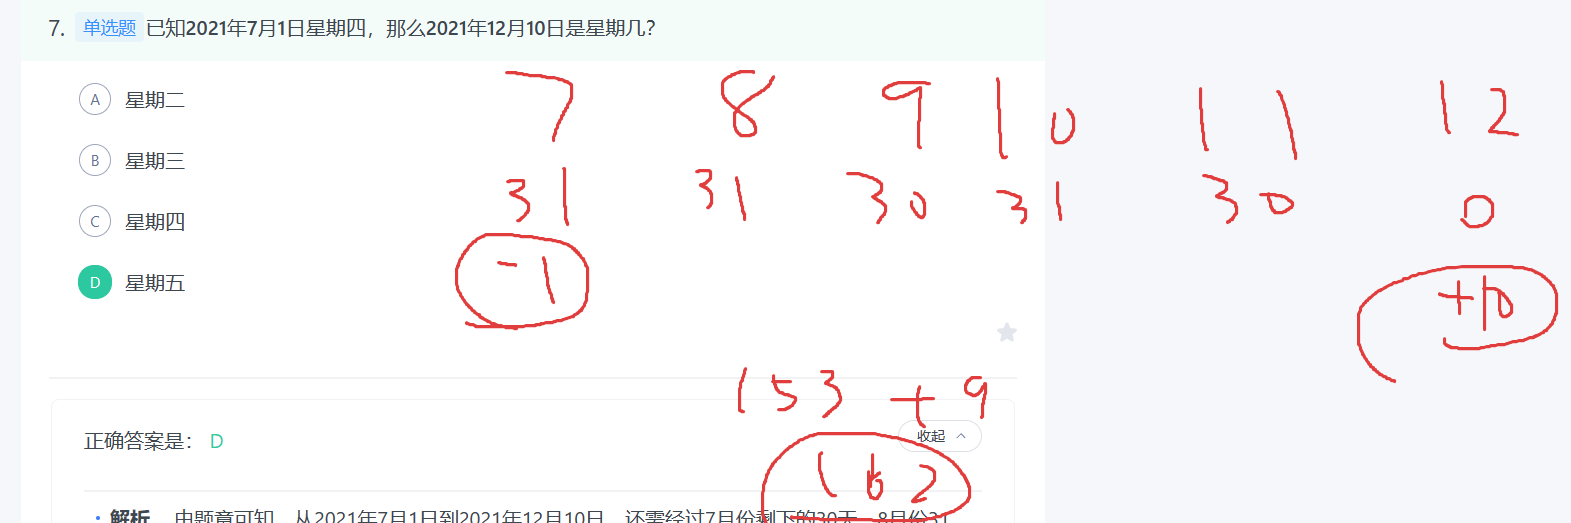 7. 单选题 已知2021年7月1日星期四，那么2021年12月10日是星期几？
7 8 9 10 11 12
A 星期二
B 星期三
31 31 30 31 30 0
C 星期四
D 星期五
-1 +10
153 + 9
正确答案是： D
收起
162
解析 由题意可知，从2021年7月1日到2021年12月10日，还需经过7月份剩下的30天，8月份31